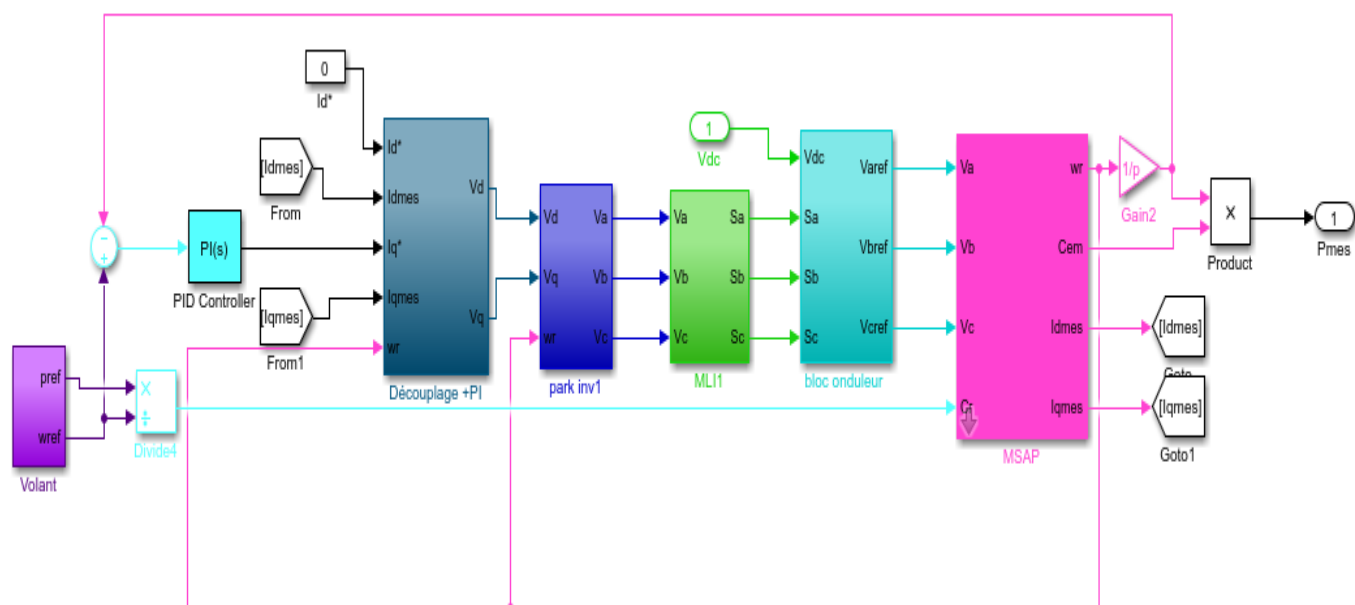 0
Id*
[Idmes]
From
PI(s)
PID Controller
[Iqmes]
From1
pref
wref
Volant
Divide4
Id*
Idmes
Iq*
Iqmes
wr
Vd
Vq
Découplage +PI
Vd
Vq
wr
Va
Vb
Vc
park inv1
Va
Vb
Vc
Sa
Sb
Sc
MLI1
1
Vdc
Vdc
Sa
Sb
Sc
Varef
Vbref
Vcref
bloc onduleur
Va
Vb
Vc
Cr
wr
Cem
Idmes
Iqmes
MSAP
1/p
Gain2
Product
1
Pmes
[Idmes]
Goto
[Iqmes]
Goto1